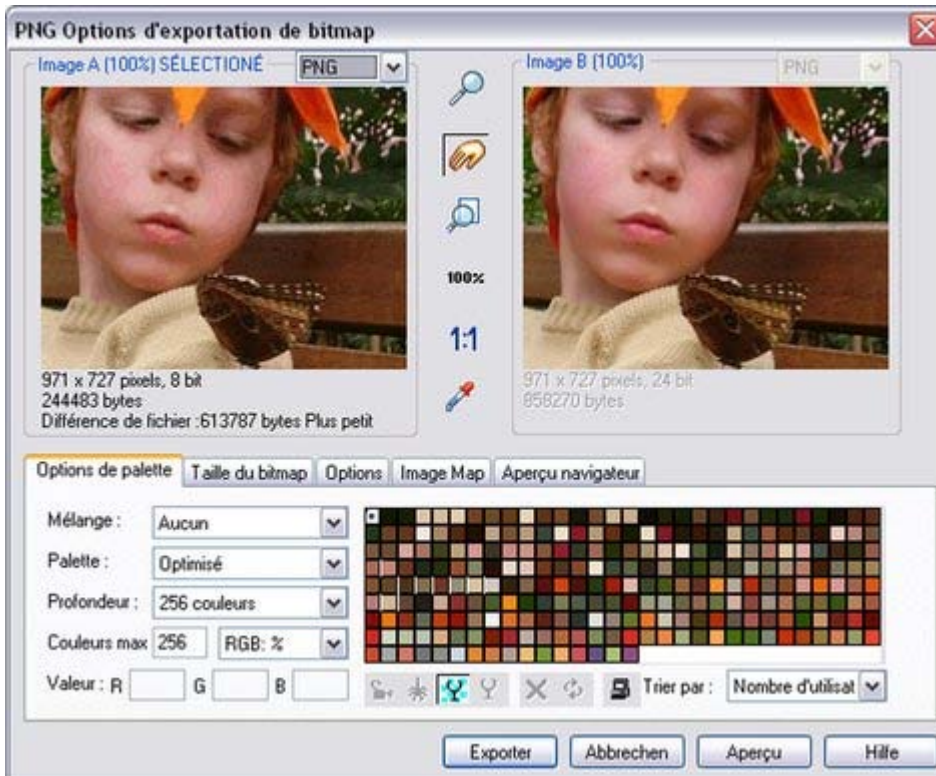 PNG Options d'exportation de bitmap
Image A (100%) SÉLECTIONÉ PNG
Image B (100%) PNG
100%
1:1
971 x 727 pixels, 8 bit
244483 bytes
Différence de fichier :613787 bytes Plus petit
971 x 727 pixels, 24 bit
858270 bytes
Options de palette Taille du bitmap Options Image Map Aperçu navigateur
Mélange : Aucun
Palette : Optimisé
Profondeur : 256 couleurs
Couleurs max 256 RGB: %
Valeur : R G B
Trier par : Nombre d'utilisat
Exporter Abbrechen Aperçu Hilfe